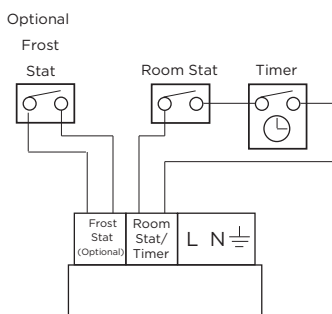 Optional
Frost
Stat
Room Stat
Timer
Frost
Stat
(Optional)
Room
Stat/
Timer
L N